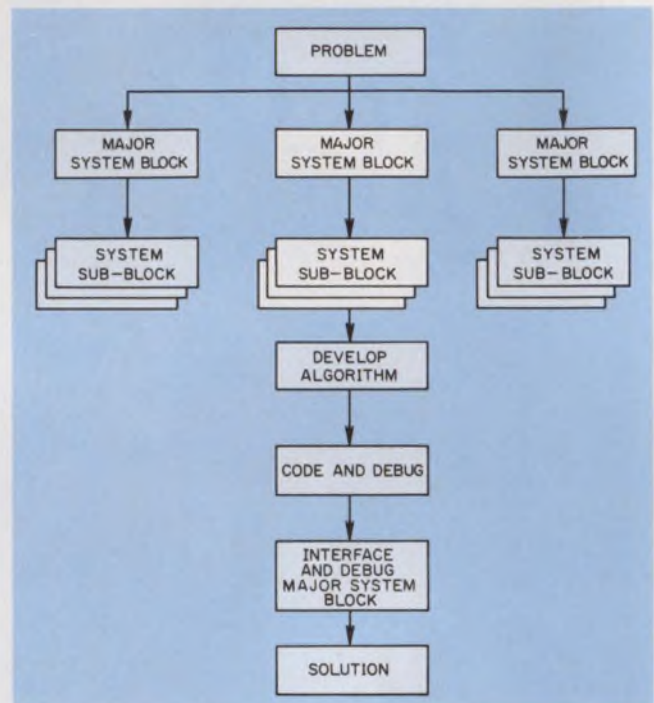 PROBLEM
MAJOR
SYSTEM BLOCK
MAJOR
SYSTEM BLOCK
MAJOR
SYSTEM BLOCK
SYSTEM
SUB-BLOCK
SYSTEM
SUB-BLOCK
SYSTEM
SUB-BLOCK
DEVELOP
ALGORITHM
CODE AND DEBUG
INTERFACE
AND DEBUG
MAJOR SYSTEM
BLOCK
SOLUTION